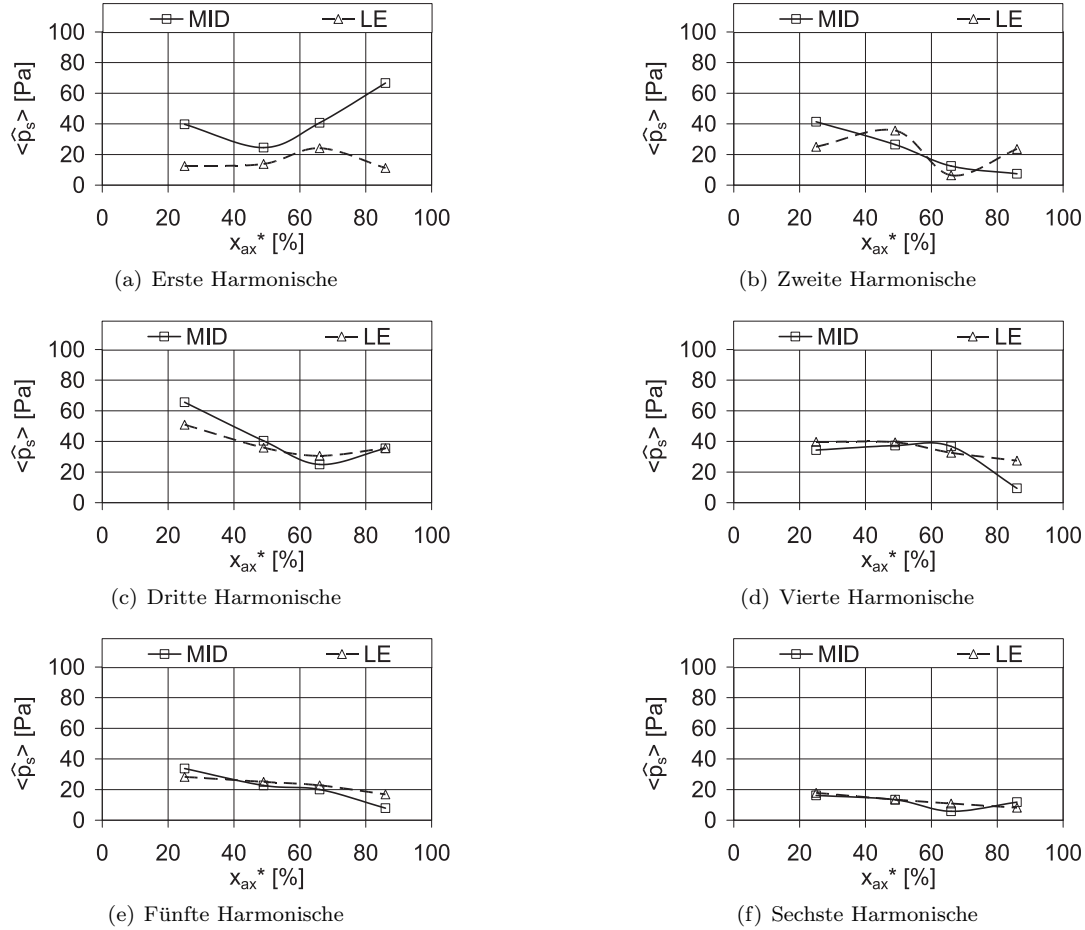 MID LE
100
80
60
40
20
0
<p̂s> [Pa]
0 20 40 60 80 100
xax* [%]
(a) Erste Harmonische
MID LE
100
80
60
40
20
0
<p̂s> [Pa]
0 20 40 60 80 100
xax* [%]
(b) Zweite Harmonische
MID LE
100
80
60
40
20
0
<p̂s> [Pa]
0 20 40 60 80 100
xax* [%]
(c) Dritte Harmonische
MID LE
100
80
60
40
20
0
<p̂s> [Pa]
0 20 40 60 80 100
xax* [%]
(d) Vierte Harmonische
MID LE
100
80
60
40
20
0
<p̂s> [Pa]
0 20 40 60 80 100
xax* [%]
(e) Fünfte Harmonische
MID LE
100
80
60
40
20
0
<p̂s> [Pa]
0 20 40 60 80 100
xax* [%]
(f) Sechste Harmonische